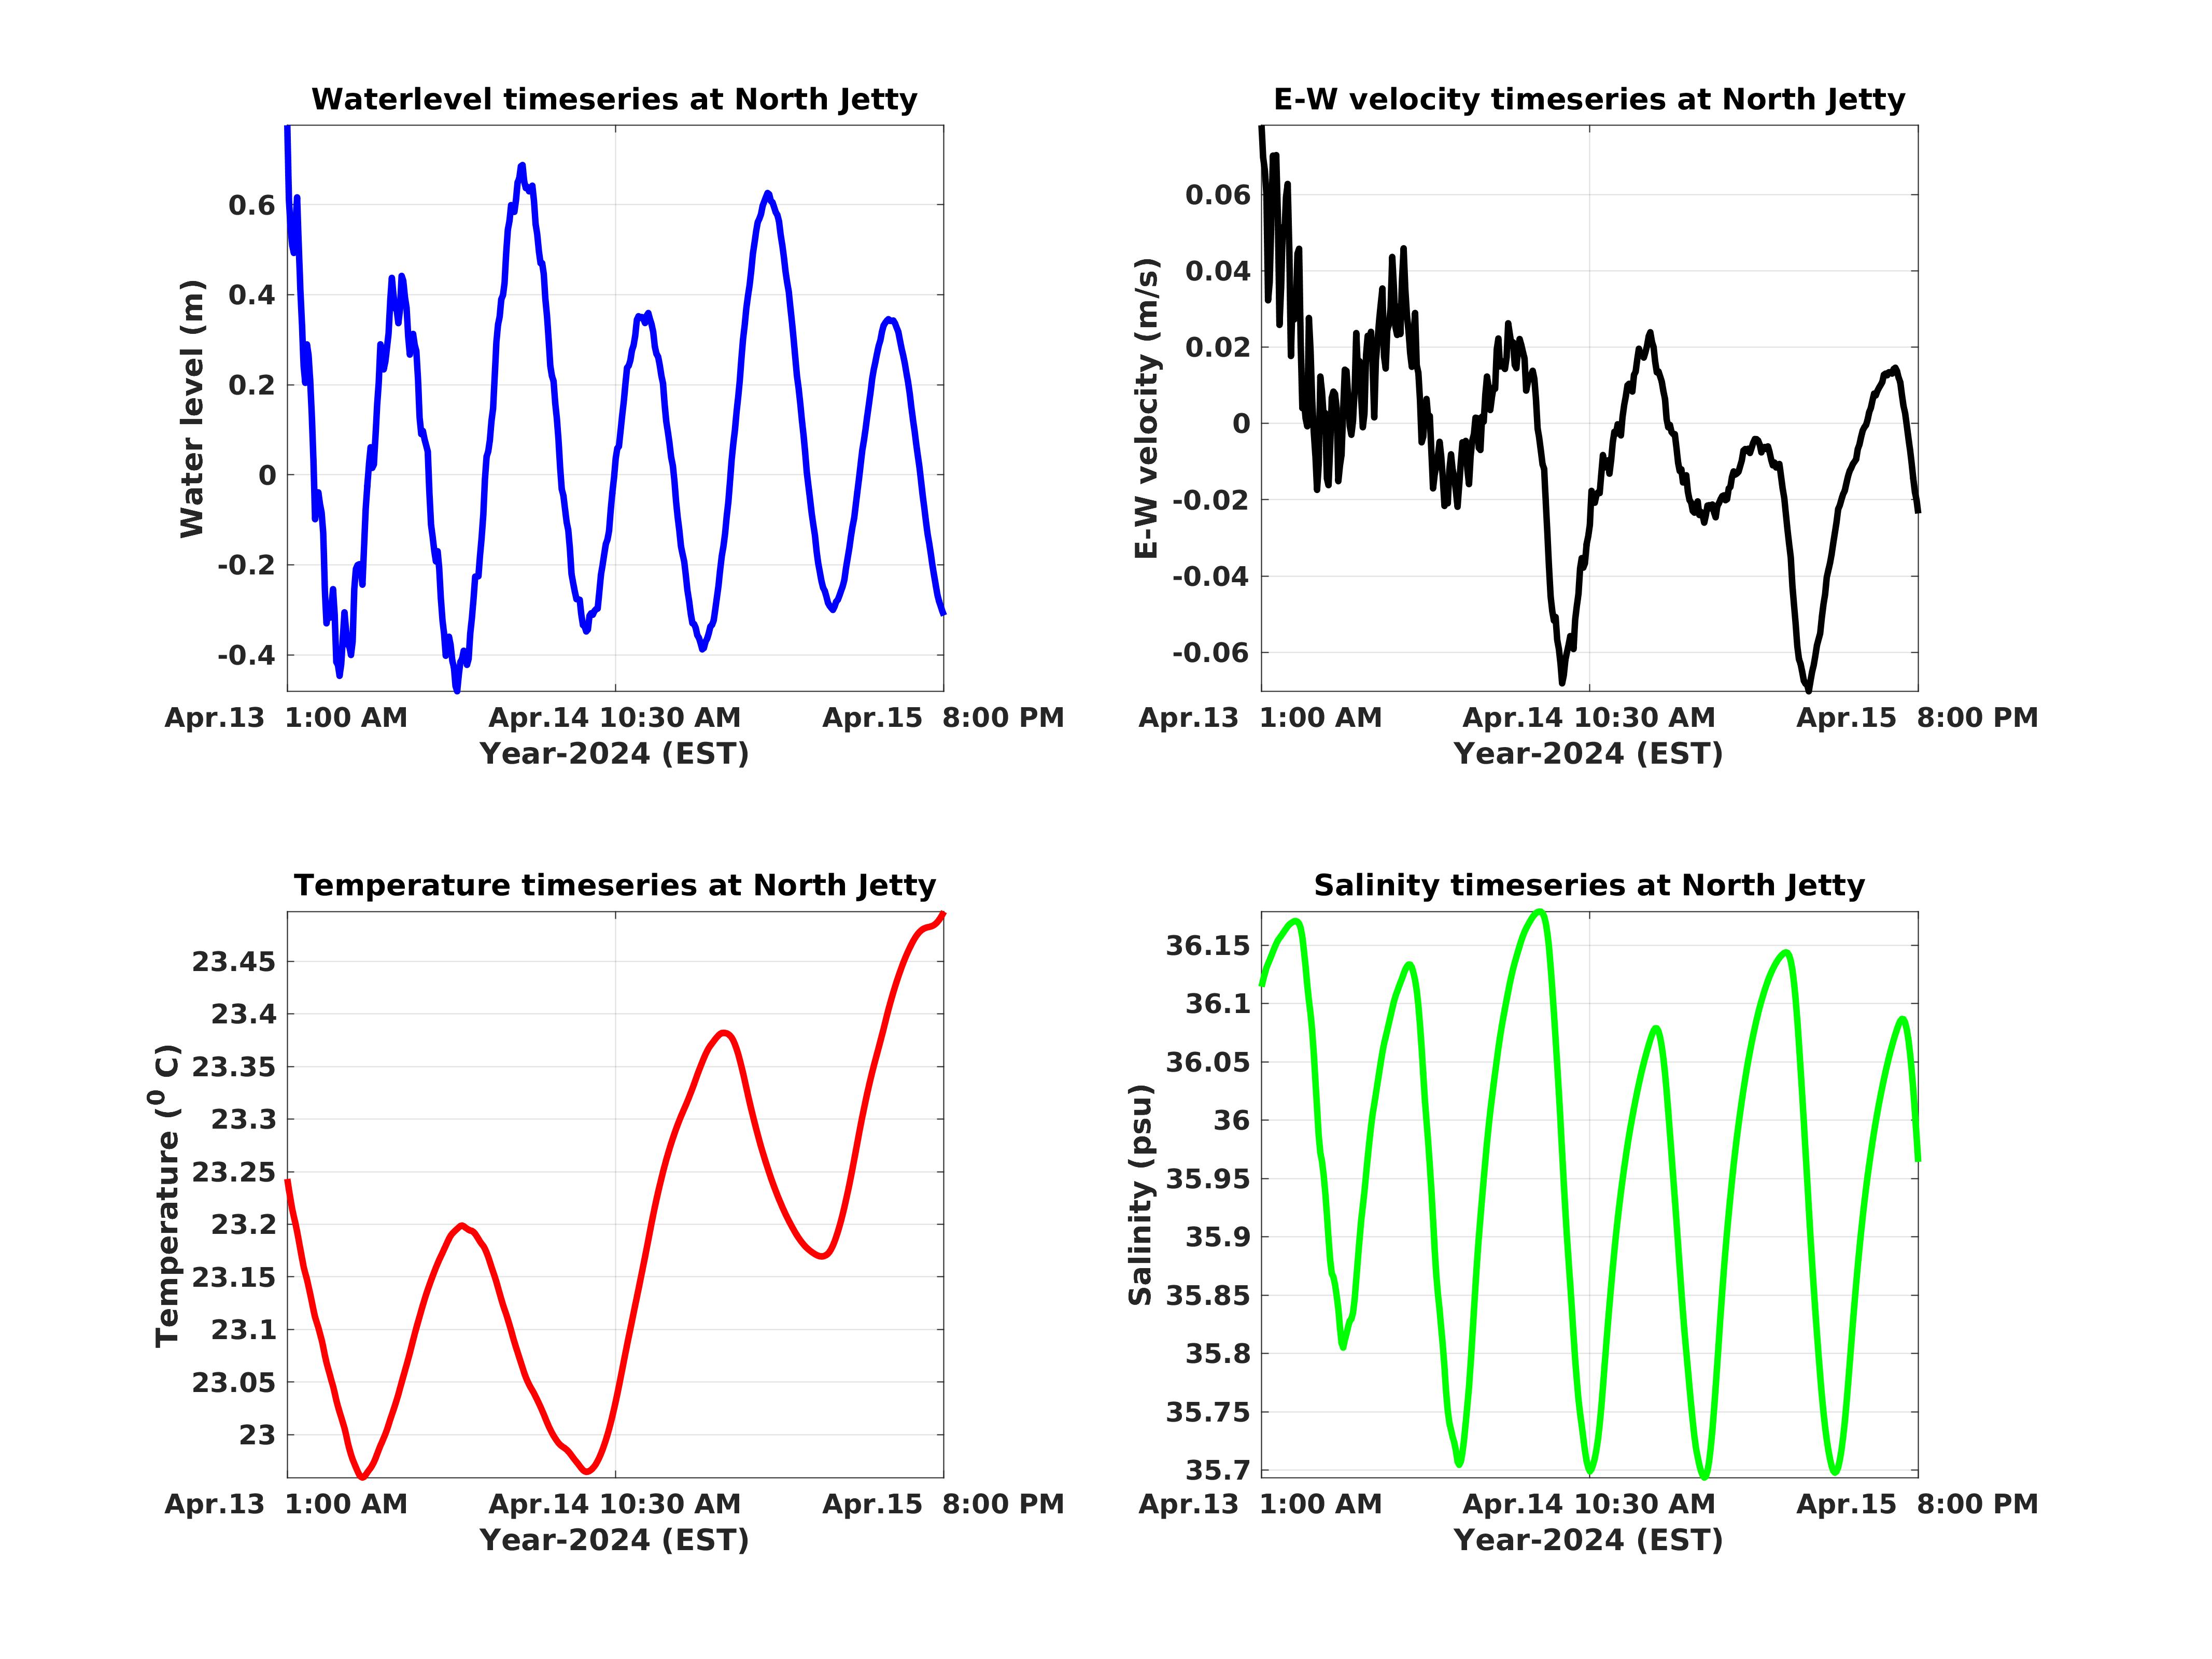 Waterlevel timeseries at North Jetty
Water level (m)
0.6
0.4
0.2
0
-0.2
-0.4
Apr.13 1:00 AM Apr.14 10:30 AM Apr.15 8:00 PM
Year-2024 (EST)
E-W velocity timeseries at North Jetty
E-W velocity (m/s)
0.06
0.04
0.02
0
-0.02
-0.04
-0.06
Apr.13 1:00 AM Apr.14 10:30 AM Apr.15 8:00 PM
Year-2024 (EST)
Temperature timeseries at North Jetty
Temperature (⁰ C)
23.45
23.4
23.35
23.3
23.25
23.2
23.15
23.1
23.05
23
Apr.13 1:00 AM Apr.14 10:30 AM Apr.15 8:00 PM
Year-2024 (EST)
Salinity timeseries at North Jetty
Salinity (psu)
36.15
36.1
36.05
36
35.95
35.9
35.85
35.8
35.75
35.7
Apr.13 1:00 AM Apr.14 10:30 AM Apr.15 8:00 PM
Year-2024 (EST)